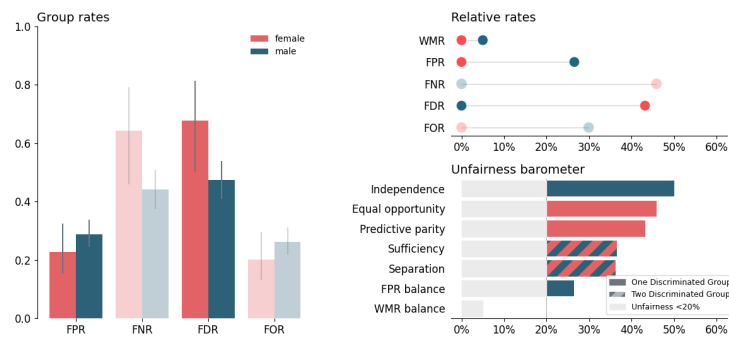 Group rates
1.0
0.8
0.6
0.4
0.2
0.0
female
male
FPR FNR FDR FOR
Relative rates
WMR
FPR
FNR
FDR
FOR
0% 10% 20% 30% 40% 50% 60%
Unfairness barometer
Independence
Equal opportunity
Predictive parity
Sufficiency
Separation
FPR balance
WMR balance
One Discriminated Group
Two Discriminated Group
Unfairness <20%
0% 10% 20% 30% 40% 50% 60%